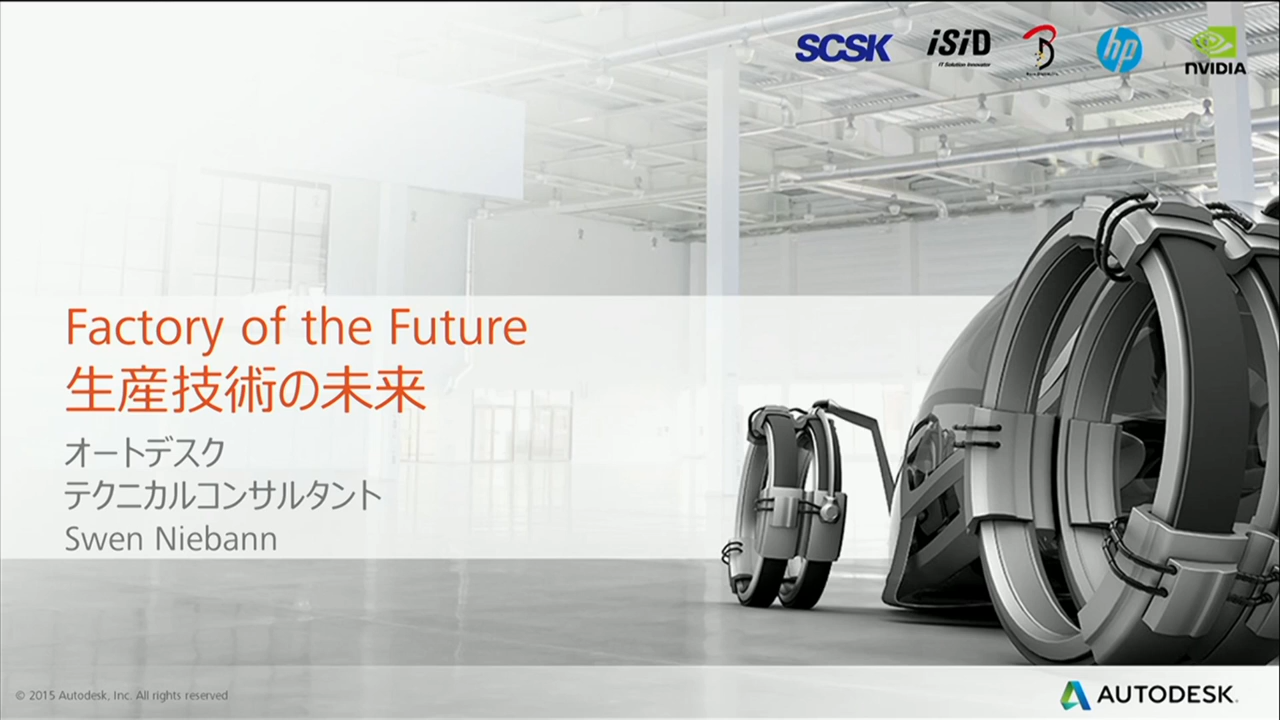 SCSK
iSiD
IT Solution Innovator
hp
NVIDIA
Factory of the Future
生産技術の未来
オートデスク
テクニカルコンサルタント
Swen Niebann
© 2015 Autodesk, Inc. All rights reserved
AUTODESK.